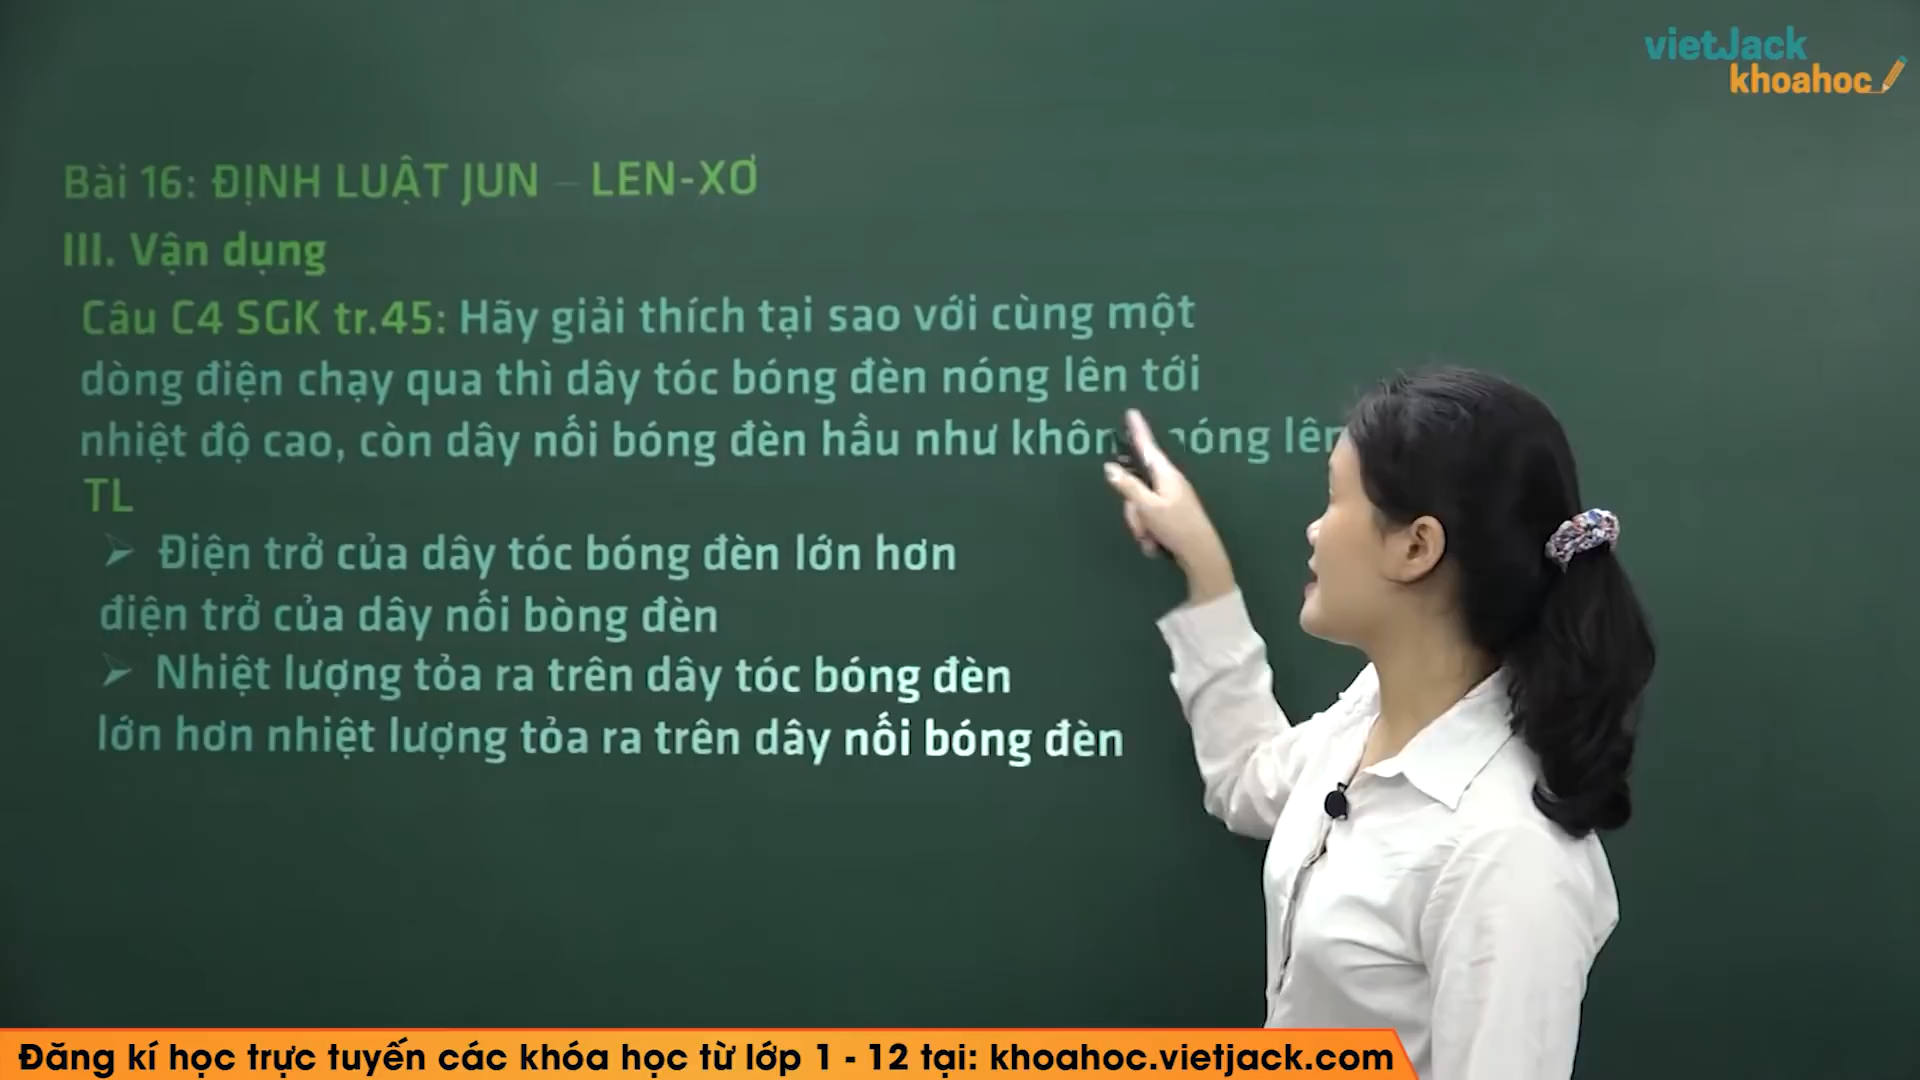 vietJack
khoahoc
Bài 16: ĐỊNH LUẬT JUN – LEN-XƠ
III. Vận dụng
Câu C4 SGK tr.45: Hãy giải thích tại sao với cùng một
dòng điện chạy qua thì dây tóc bóng đèn nóng lên tới
nhiệt độ cao, còn dây nối bóng đèn hầu như không nóng lên
TL
➢ Điện trở của dây tóc bóng đèn lớn hơn
điện trở của dây nối bòng đèn
➢ Nhiệt lượng tỏa ra trên dây tóc bóng đèn
lớn hơn nhiệt lượng tỏa ra trên dây nối bóng đèn
Đăng kí học trực tuyến các khóa học từ lớp 1 - 12 tại: khoahoc.vietjack.com